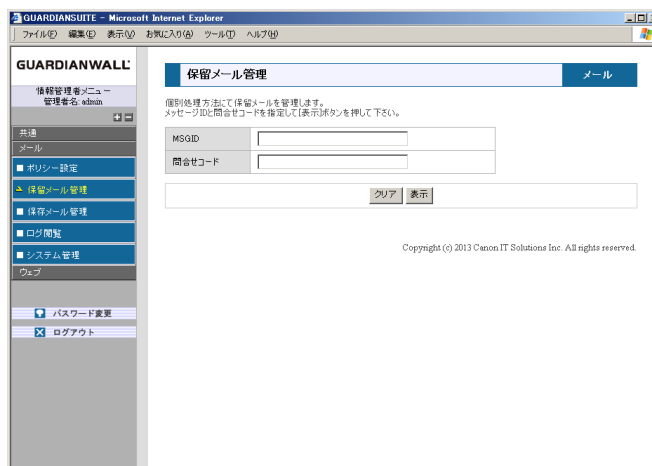 GUARDIANSUITE - Microsoft Internet Explorer
ファイル(F) 編集(E) 表示(V) お気に入り(A) ツール(T) ヘルプ(H)
GUARDIANWALL
情報管理者メニュー
管理者名: admin
共通
メール
ポリシー設定
保留メール管理
保存メール管理
ログ閲覧
システム管理
ウェブ
パスワード変更
ログアウト
保留メール管理
メール
個別処理方法にて保留メールを管理します。
メッセージIDと問合せコードを指定して[表示]ボタンを押して下さい。
MSGID
問合せコード
クリア 表示
Copyright (c) 2013 Canon IT Solutions Inc. All rights reserved.